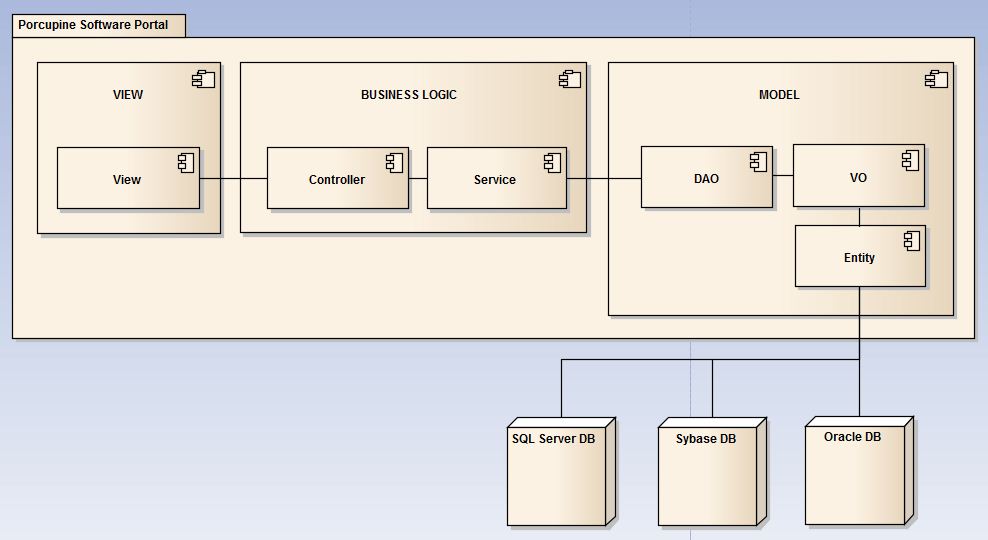 Porcupine Software Portal
VIEW
BUSINESS LOGIC
MODEL
View
Controller
Service
DAO
VO
Entity
SQL Server DB
Sybase DB
Oracle DB